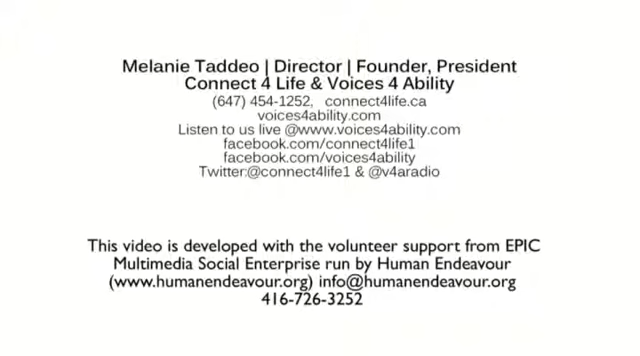 Melanie Taddeo | Director | Founder, President
Connect 4 Life & Voices 4 Ability
(647) 454-1252, connect4life.ca
voices4ability.com
Listen to us live @www.voices4ability.com
facebook.com/connect4life1
facebook.com/voices4ability
Twitter:@connect4life1 & @v4aradio
This video is developed with the volunteer support from EPIC
Multimedia Social Enterprise run by Human Endeavour
(www.humanendeavour.org) info@humanendeavour.org
416-726-3252